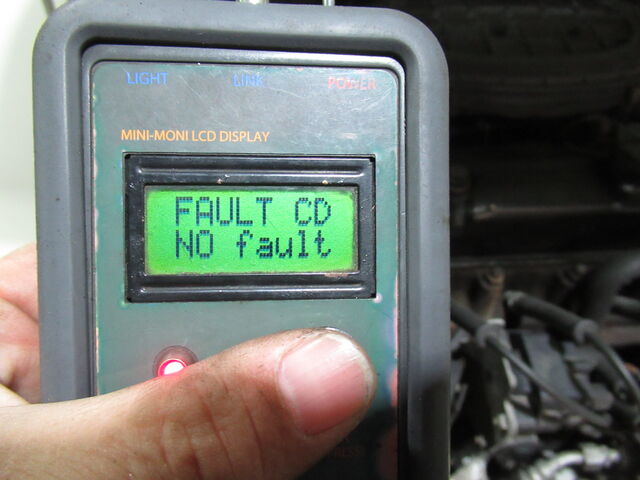 LIGHT LINK POWER
MINI-MONI LCD DISPLAY
FAULT CD
NO fault